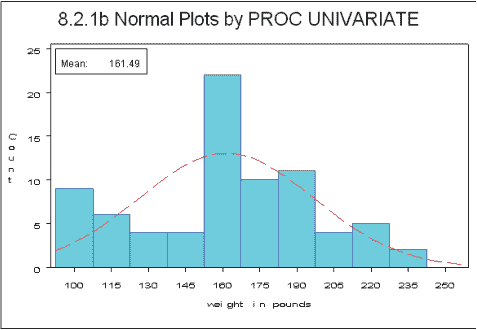 8.2.1b Normal Plots by PROC UNIVARIATE
Mean: 161.49
Count
25
20
15
10
5
0
100 115 130 145 160 175 190 205 220 235 250
weight in pounds